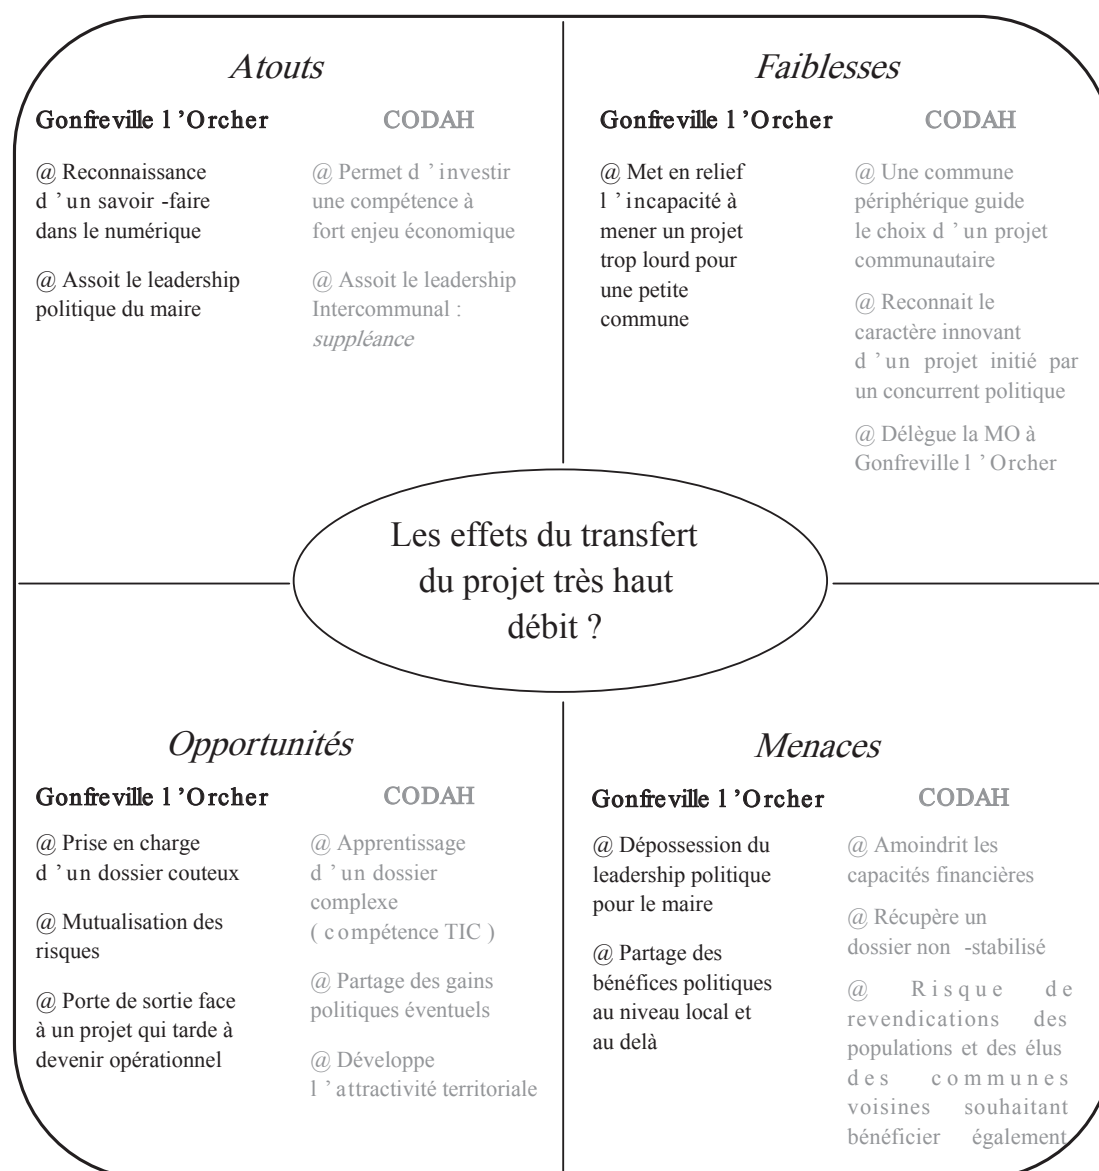 Atouts
Gonfreville l’Orcher
@ Reconnaissance
d’un savoir-faire
dans le numérique
@ Assoit le leadership
politique du maire
CODAH
@ Permet d’investir
une compétence à
fort enjeu économique
@ Assoit le leadership
Intercommunal :
suppléance
Faiblesses
Gonfreville l’Orcher
@ Met en relief
l’incapacité à
mener un projet
trop lourd pour
une petite
commune
CODAH
@ Une commune
périphérique guide
le choix d’un projet
communautaire
@ Reconnait le
caractère innovant
d’un projet initié par
un concurrent politique
@ Délègue la MO à
Gonfreville l’Orcher
Les effets du transfert
du projet très haut
débit ?
Opportunités
Gonfreville l’Orcher
@ Prise en charge
d’un dossier couteux
@ Mutualisation des
risques
@ Porte de sortie face
à un projet qui tarde à
devenir opérationnel
CODAH
@ Apprentissage
d’un dossier
complexe
(compétence TIC)
@ Partage des gains
politiques éventuels
@ Développe
l’attractivité territoriale
Menaces
Gonfreville l’Orcher
@ Dépossession du
leadership politique
pour le maire
@ Partage des
bénéfices politiques
au niveau local et
au delà
CODAH
@ Amoindrit les
capacités financières
@ Récupère un
dossier non -stabilisé
@ Risque de
revendications des
populations et des élus
des communes
voisines souhaitant
bénéficier également